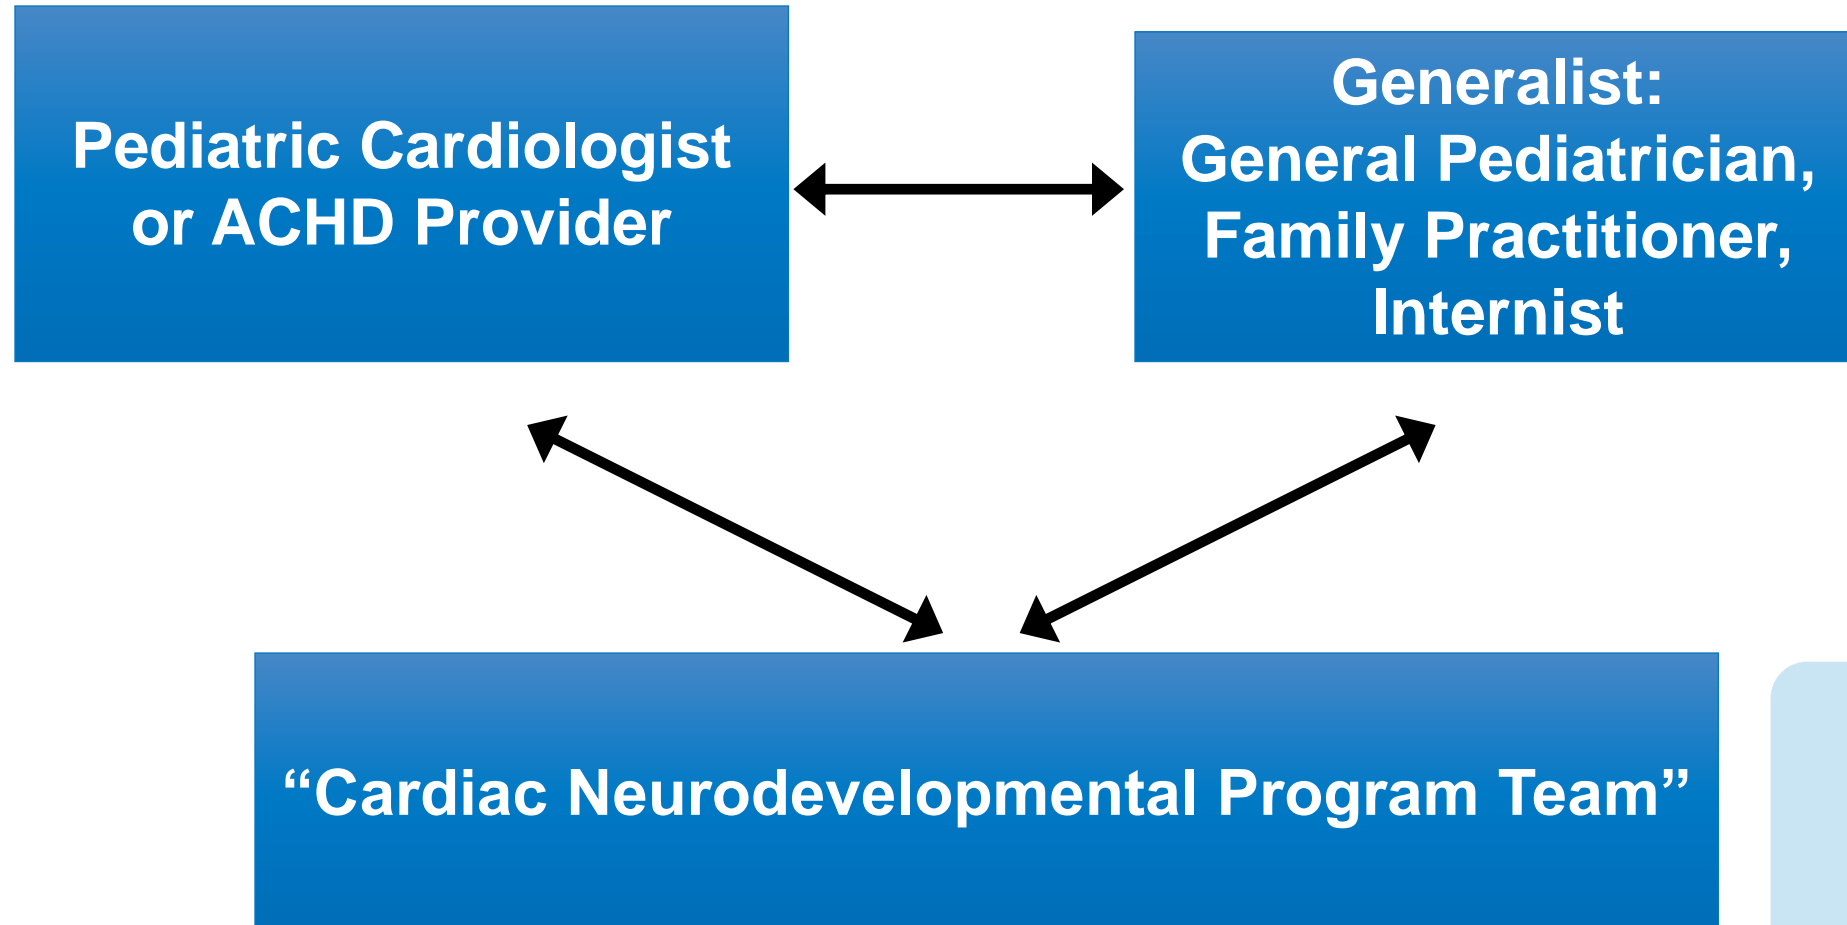 Pediatric Cardiologist
or ACHD Provider
Generalist:
General Pediatrician,
Family Practitioner,
Internist
“Cardiac Neurodevelopmental Program Team”